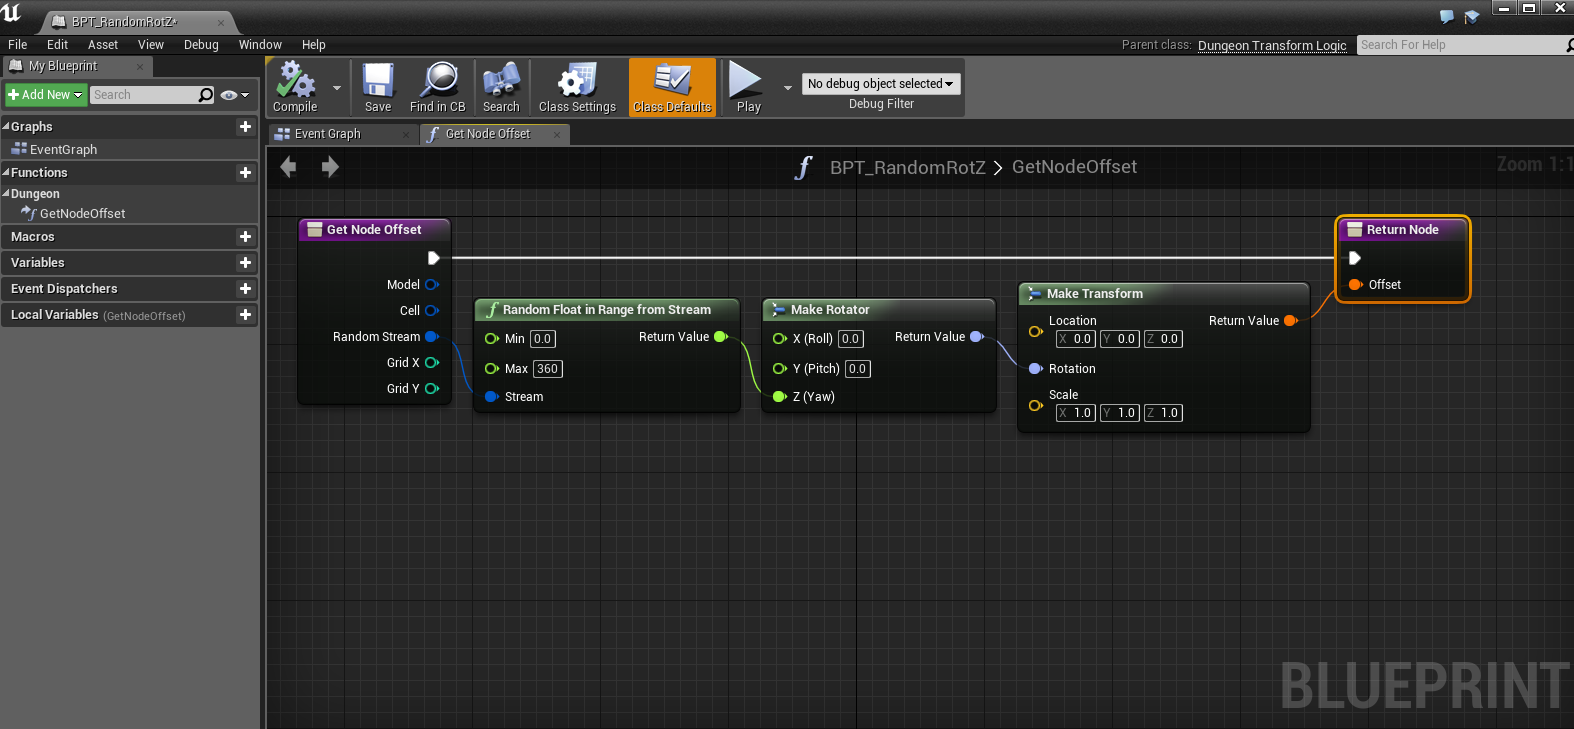 BPT_RandomRotZ*
File Edit Asset View Debug Window Help
Parent class: Dungeon Transform Logic
Search For Help
My Blueprint
Add New
Search
Graphs
EventGraph
Functions
Dungeon
GetNodeOffset
Macros
Variables
Event Dispatchers
Local Variables (GetNodeOffset)
Compile
Save
Find in CB
Search
Class Settings
Class Defaults
Play
No debug object selected
Debug Filter
Event Graph
Get Node Offset
BPT_RandomRotZ > GetNodeOffset
Zoom 1:1
Get Node Offset
Model
Cell
Random Stream
Grid X
Grid Y
Random Float in Range from Stream
Min 0.0
Return Value
Max 360
Stream
Make Rotator
X (Roll) 0.0
Return Value
Y (Pitch) 0.0
Z (Yaw)
Make Transform
Location
X 0.0 Y 0.0 Z 0.0
Return Value
Rotation
Scale
X 1.0 Y 1.0 Z 1.0
Return Node
Offset
BLUEPRINT